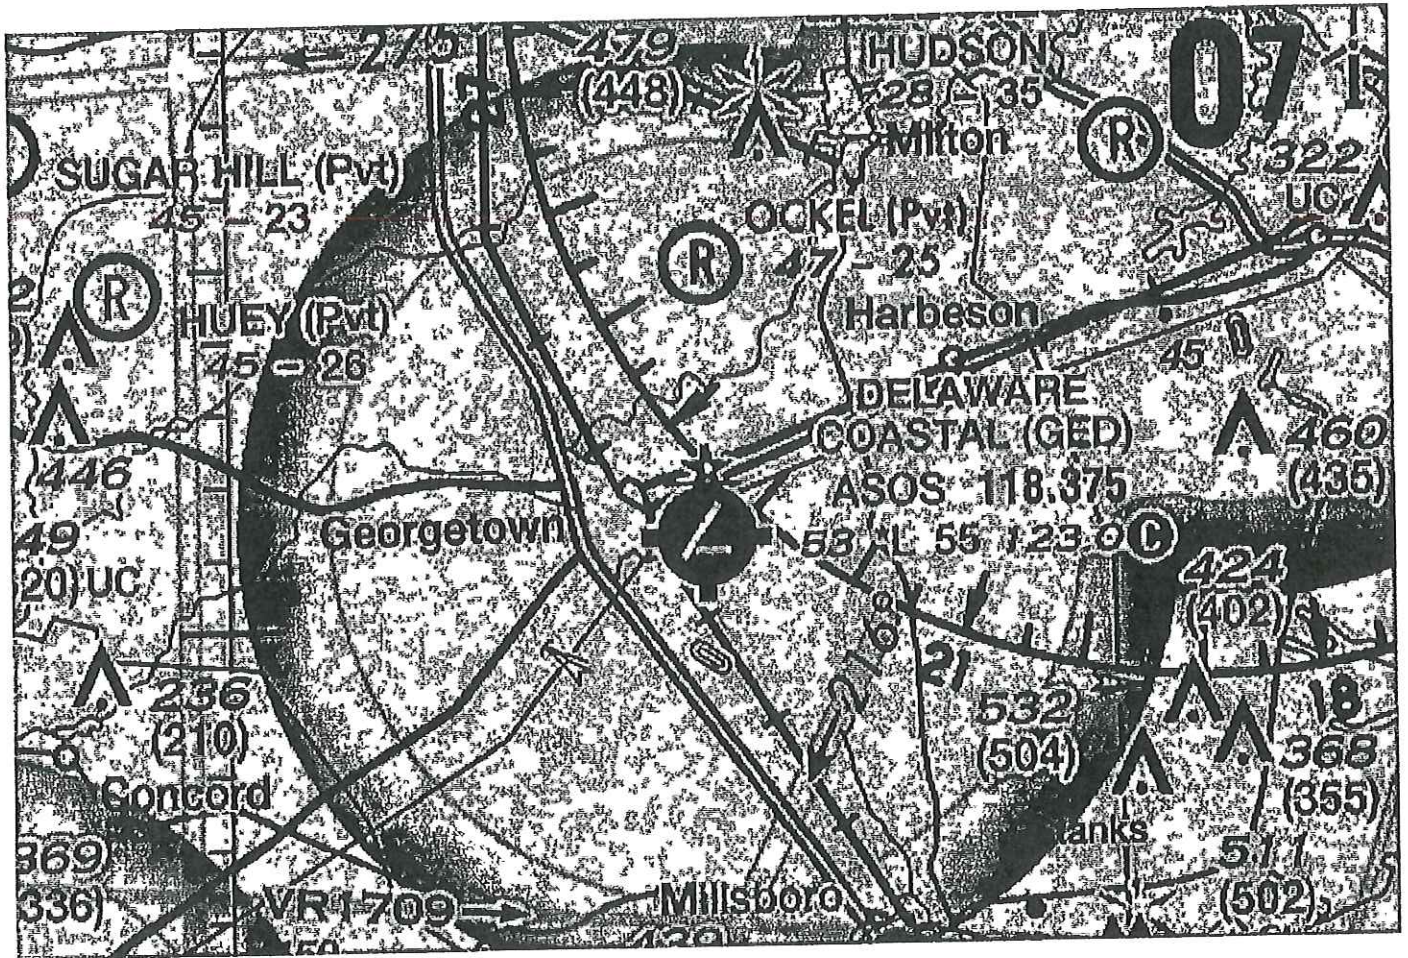 275
479
(448)
HUDSON
28 - 35
07
R
Milton
322
UC
SUGAR HILL (Pvt)
45 - 23
OCKEL (Pvt)
47 - 25
R
R
HUEY (Pvt)
45 - 26
Harbeson
45
DELAWARE
COASTAL (GED)
ASOS 118.375
53 *L 55 123.0 C
460
(435)
446
Georgetown
49
20) UC
424
(402)
216
21
18
236
(210)
532
(504)
368
(355)
Concord
369
336)
VR1709
Millsboro
anks
511
(502)